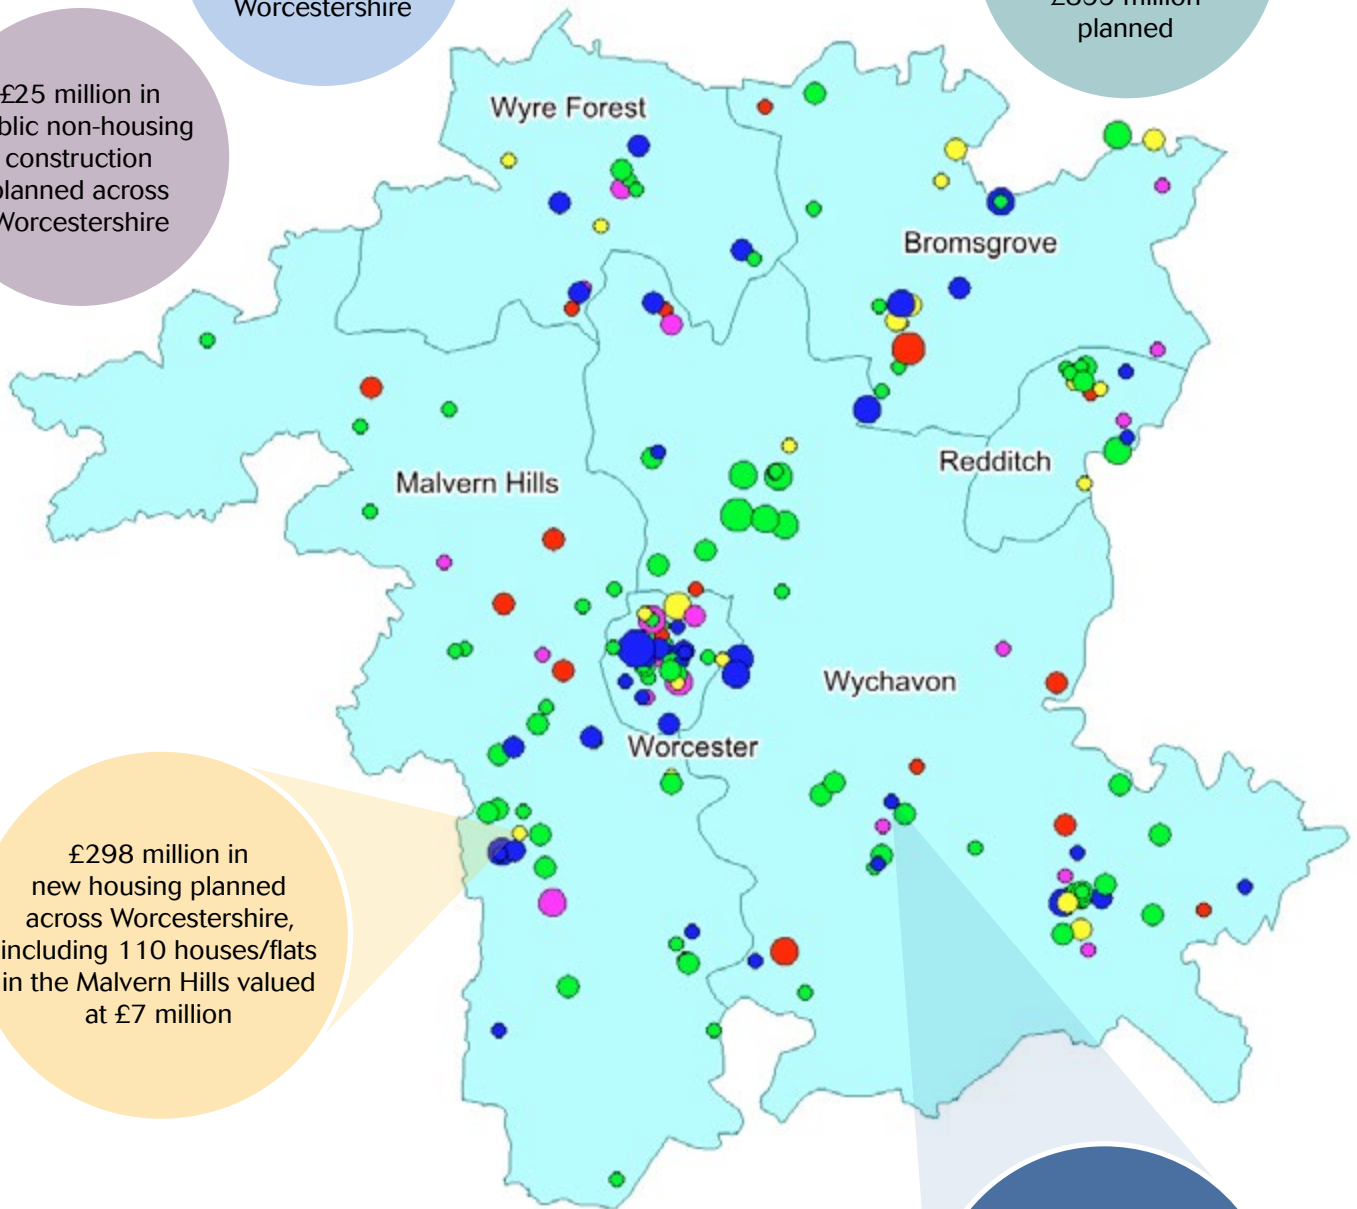 Worcestershire
planned
£25 million in
non-housing
construction
planned across
Worcestershire
Wyre Forest
Bromsgrove
Malvern Hills
Redditch
Wychavon
Worcester
£298 million in
new housing planned
across Worcestershire,
including 110 houses/flats
in the Malvern Hills valued
at £7 million